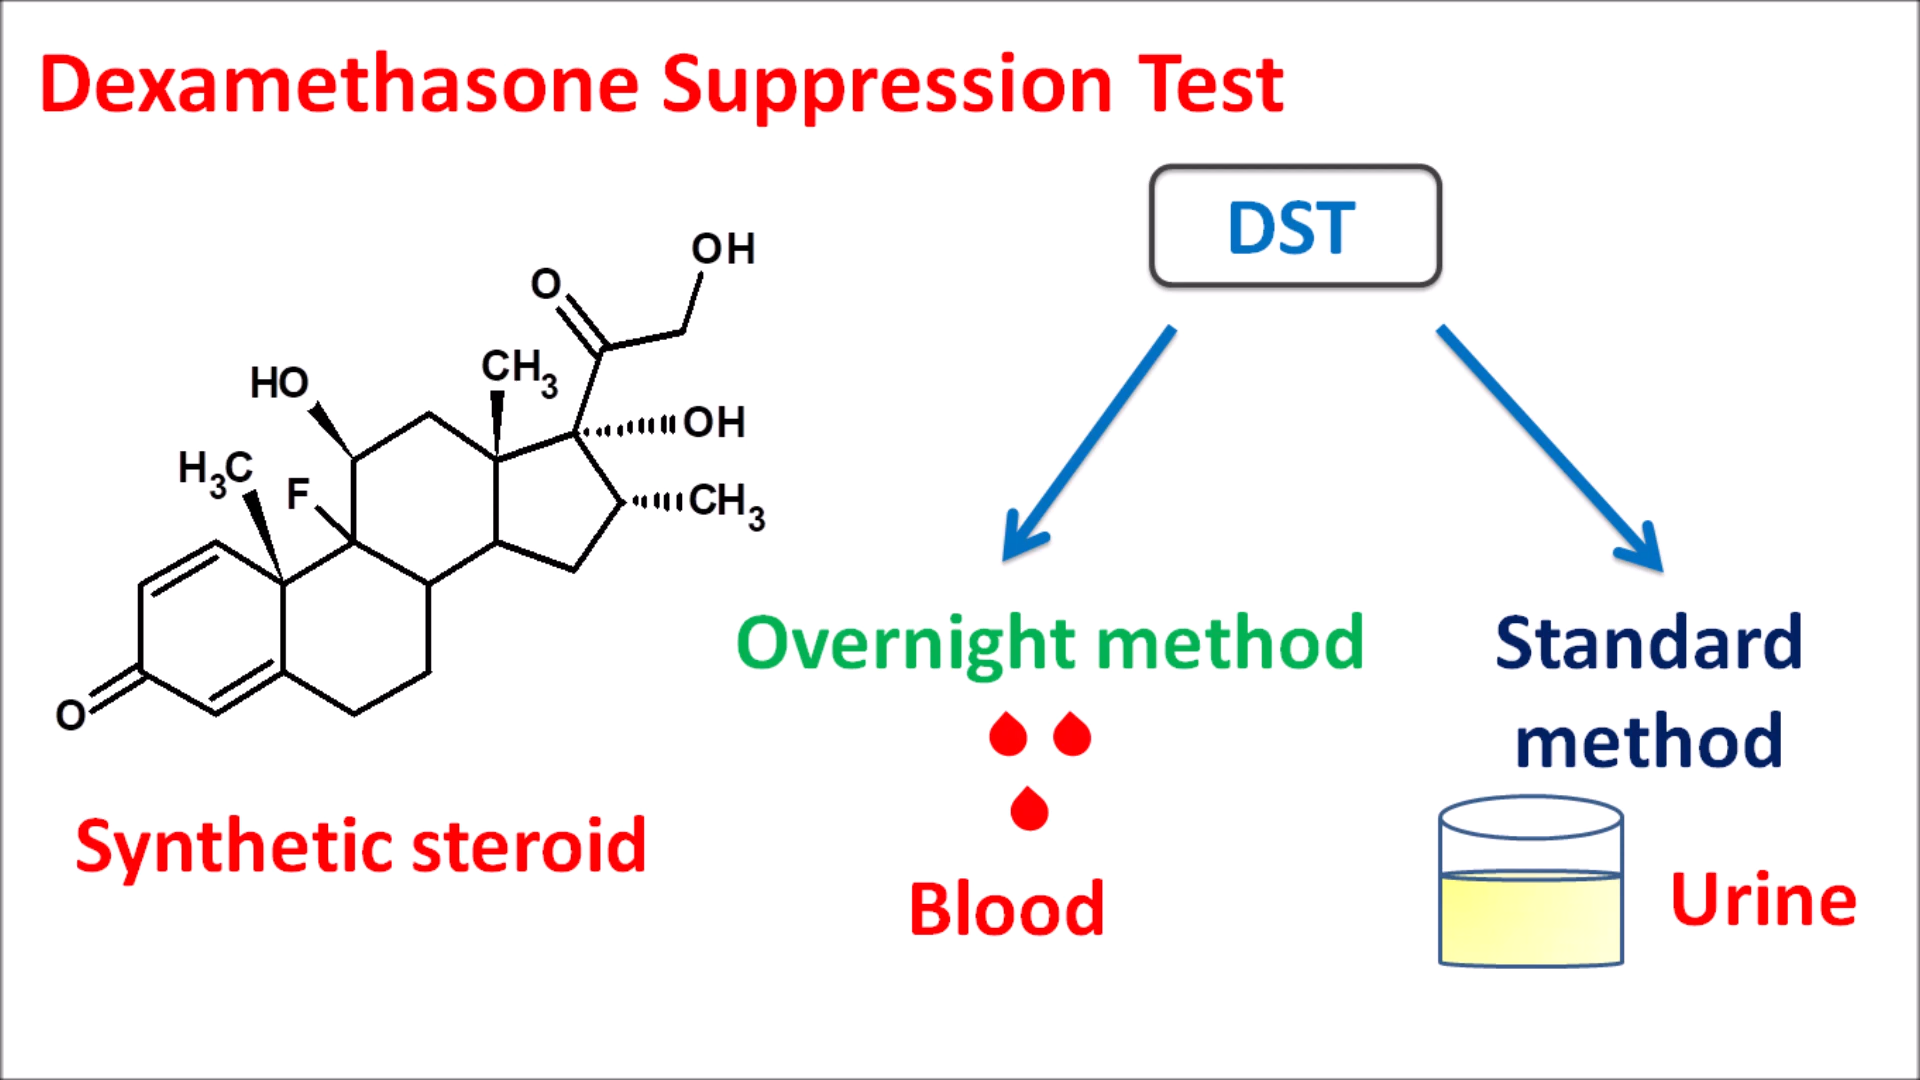 Dexamethasone Suppression Test
DST
OH
O
CH3
HO
OH
H3C
F
CH3
O
Overnight method
Standard
method
Synthetic steroid
Blood
Urine